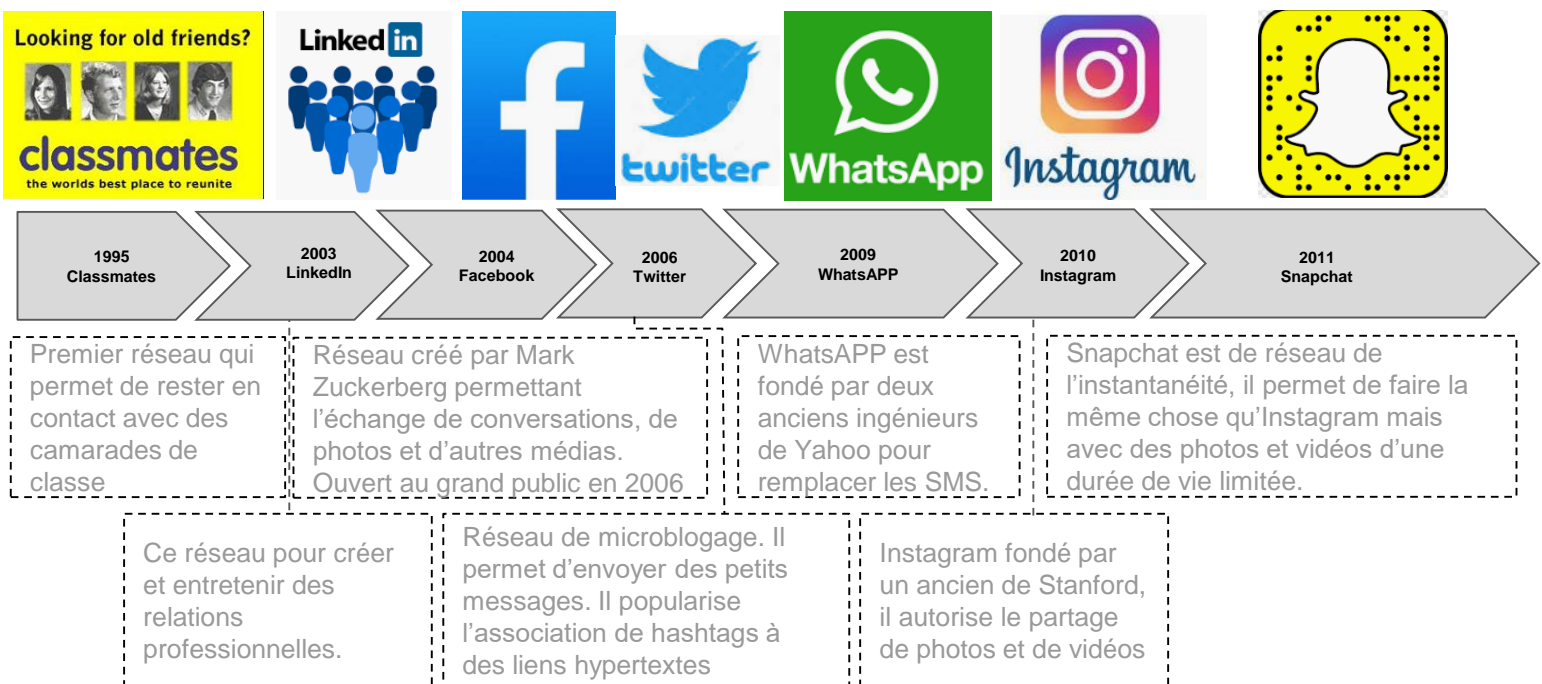 Looking for old friends?
classmates
the worlds best place to reunite
Linked in
twitter
WhatsApp
Instagram
1995
Classmates
2003
LinkedIn
2004
Facebook
2006
Twitter
2009
WhatsAPP
2010
Instagram
2011
Snapchat
Premier réseau qui
permet de rester en
contact avec des
camarades de
classe
Réseau créé par Mark
Zuckerberg permettant
l’échange de conversations, de
photos et d’autres médias.
Ouvert au grand public en 2006
WhatsAPP est
fondé par deux
anciens ingénieurs
de Yahoo pour
remplacer les SMS.
Snapchat est de réseau de
l’instantanéité, il permet de faire la
même chose qu’Instagram mais
avec des photos et vidéos d’une
durée de vie limitée.
Ce réseau pour créer
et entretenir des
relations
professionnelles.
Réseau de microblogage. Il
permet d’envoyer des petits
messages. Il popularise
l’association de hashtags à
des liens hypertextes
Instagram fondé par
un ancien de Stanford,
il autorise le partage
de photos et de vidéos